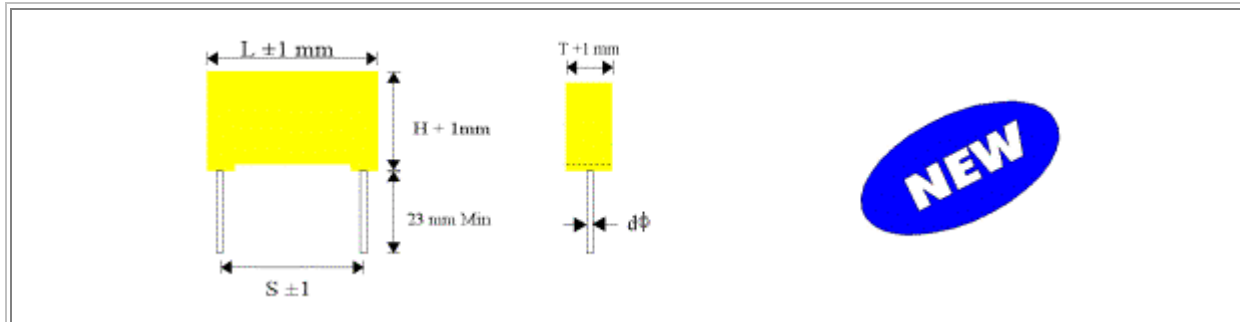 L ±1 mm
T +1 mm
H + 1mm
NEW
23 mm Min
dϕ
S ±1